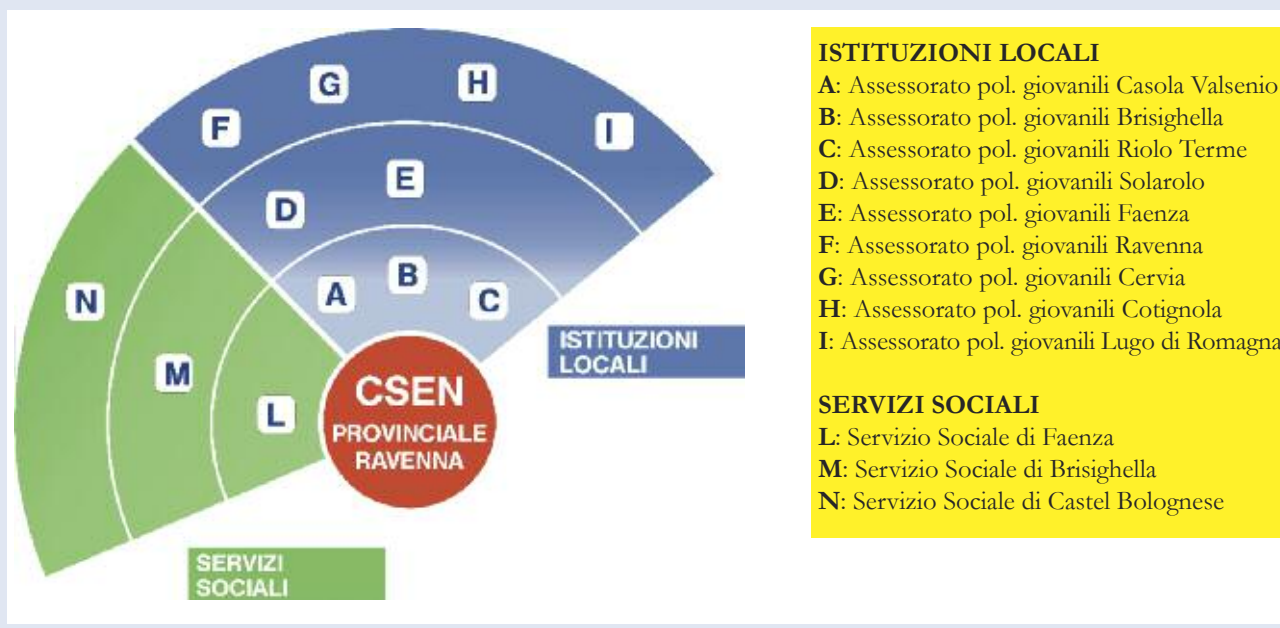 G
H
F
I
E
D
B
A
C
N
M
L
CSEN
PROVINCIALE
RAVENNA
ISTITUZIONI
LOCALI
SERVIZI
SOCIALI
ISTITUZIONI LOCALI
A: Assessorato pol. giovanili Casola Valsenio
B: Assessorato pol. giovanili Brisighella
C: Assessorato pol. giovanili Riolo Terme
D: Assessorato pol. giovanili Solarolo
E: Assessorato pol. giovanili Faenza
F: Assessorato pol. giovanili Ravenna
G: Assessorato pol. giovanili Cervia
H: Assessorato pol. giovanili Cotignola
I: Assessorato pol. giovanili Lugo di Romagna
SERVIZI SOCIALI
L: Servizio Sociale di Faenza
M: Servizio Sociale di Brisighella
N: Servizio Sociale di Castel Bolognese